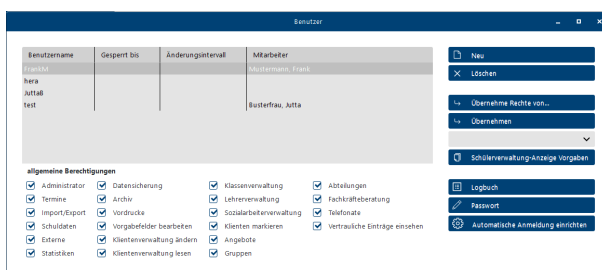 Benutzer
Benutzername Gesperrt bis Änderungsintervall Mitarbeiter
FrankM Mustermann, Frank
hera
JuttaB
test Busterfrau, Jutta
Neu
Löschen
Übernehme Rechte von...
Übernehmen
Schülerverwaltung-Anzeige Vorgaben
Logbuch
Passwort
Automatische Anmeldung einrichten
allgemeine Berechtigungen
Administrator Datensicherung Klassenverwaltung Abteilungen
Termine Archiv Lehrerverwaltung Fachkräfteberatung
Import/Export Vordrucke Sozialarbeiterverwaltung Telefonate
Schuldaten Vorgabefelder bearbeiten Klienten markieren Vertrauliche Einträge einsehen
Externe Klientenverwaltung ändern Angebote
Statistiken Klientenverwaltung lesen Gruppen